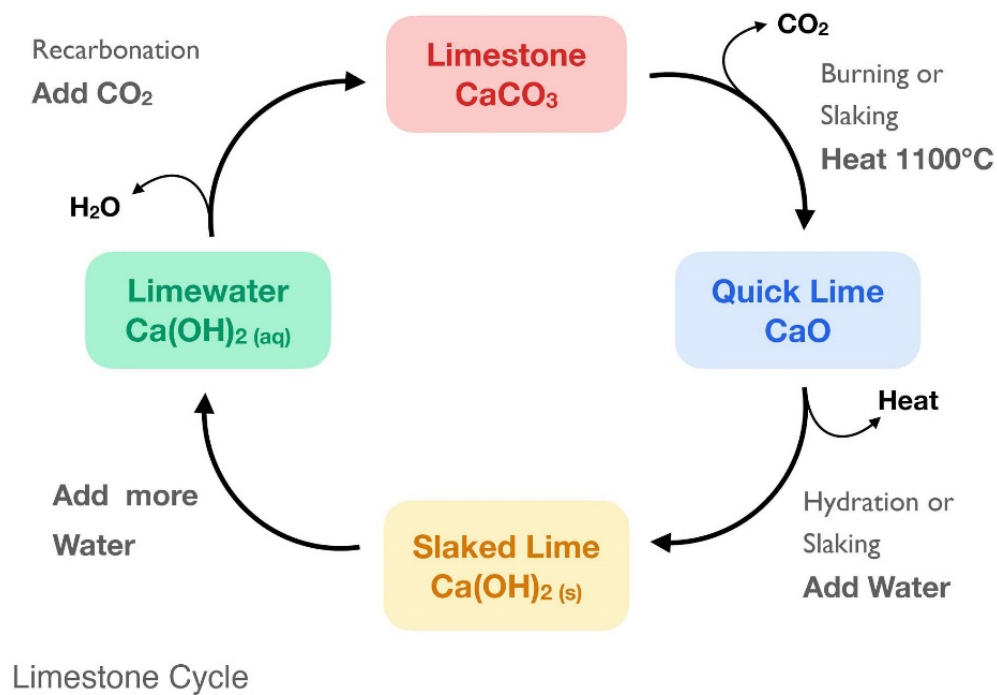 Recarbonation
Add CO₂
Limestone
CaCO₃
CO₂
Burning or
Slaking
Heat 1100°C
H₂O
Limewater
Ca(OH)₂ (aq)
Quick Lime
CaO
Heat
Add more
Water
Slaked Lime
Ca(OH)₂ (s)
Hydration or
Slaking
Add Water
Limestone Cycle